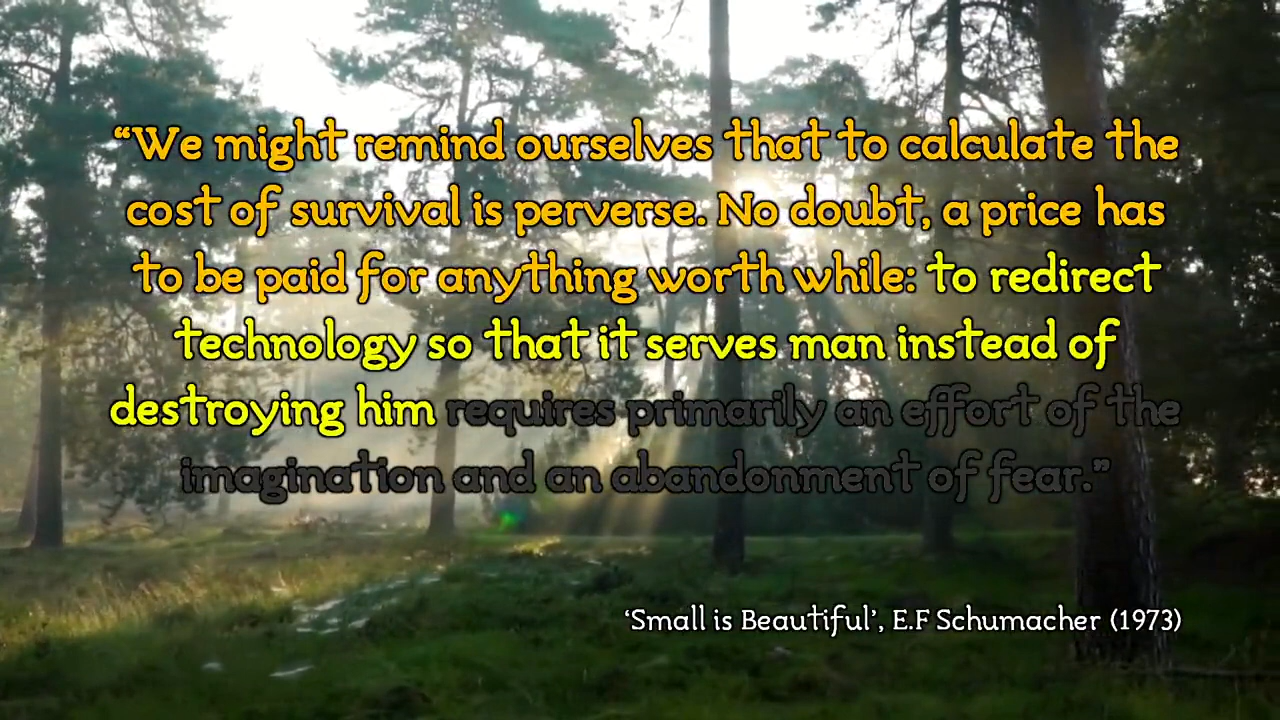 “We might remind ourselves that to calculate the
cost of survival is perverse. No doubt, a price has
to be paid for anything worth while: to redirect
technology so that it serves man instead of
destroying him requires primarily an effort of the
imagination and an abandonment of fear.”
‘Small is Beautiful’, E.F Schumacher (1973)